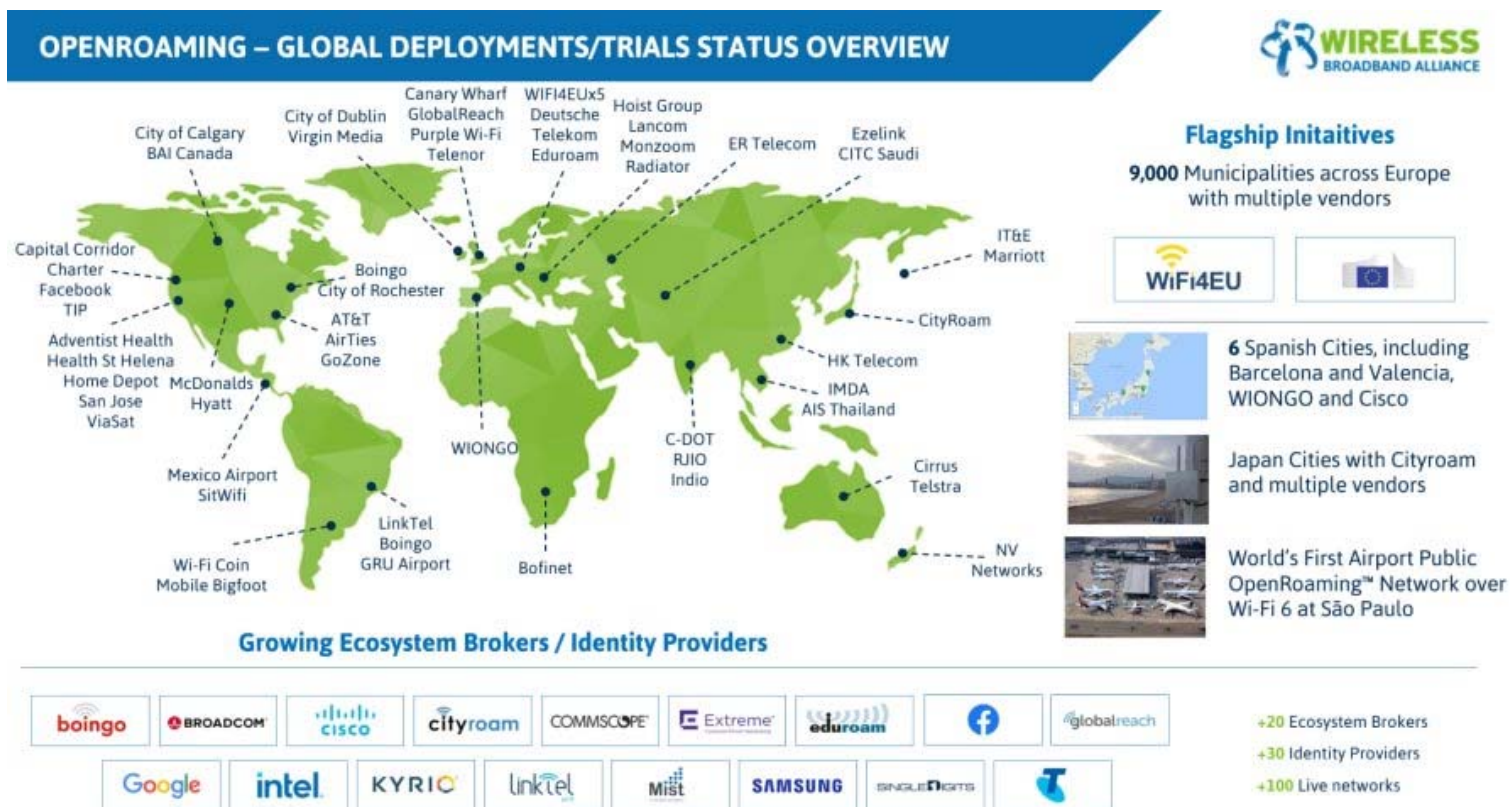 OPENROAMING – GLOBAL DEPLOYMENTS/TRIALS STATUS OVERVIEW
WIRELESS
BROADBAND ALLIANCE
City of Calgary
BAI Canada
City of Dublin
Virgin Media
Canary Wharf
GlobalReach
Purple Wi-Fi
Telenor
WIFI4EUx5
Deutsche
Telekom
Eduroam
Hoist Group
Lancom
Monzoom
Radiator
ER Telecom
Ezelink
CITC Saudi
IT&E
Marriott
Capital Corridor
Charter
Facebook
TIP
Boingo
City of Rochester
Adventist Health
Health St Helena
Home Depot
San Jose
ViaSat
McDonalds
Hyatt
AT&T
AirTies
GoZone
CityRoam
HK Telecom
IMDA
AIS Thailand
WIONGO
C-DOT
RJIO
Indio
Mexico Airport
SitWifi
Cirrus
Telstra
LinkTel
Boingo
GRU Airport
Wi-Fi Coin
Mobile Bigfoot
Bofinet
NV
Networks
Flagship Initaitives
9,000 Municipalities across Europe
with multiple vendors
WiFi4EU
6 Spanish Cities, including
Barcelona and Valencia,
WIONGO and Cisco
Japan Cities with Cityroam
and multiple vendors
World's First Airport Public
OpenRoaming™ Network over
Wi-Fi 6 at São Paulo
Growing Ecosystem Brokers / Identity Providers
boingo
BROADCOM
CISCO
cityroam
COMMSCOPE
Extreme
eduroam
globalreach
Google
intel
KYRIO
linktel
Mist
SAMSUNG
SINGLE DIGITS
+20 Ecosystem Brokers
+30 Identity Providers
+100 Live networks